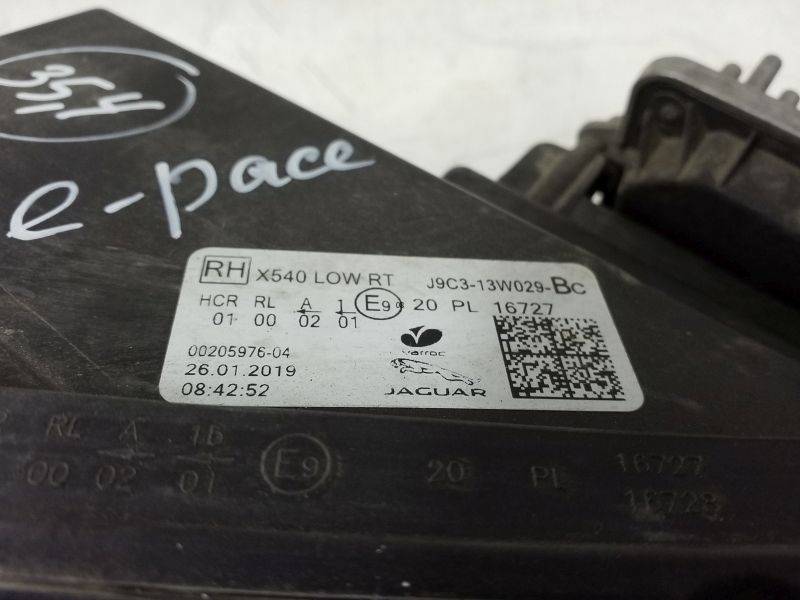 354
e-pace
RH X540 LOW RT J9C3-13W029-BC
HCR RL A 1 E9 20 PL 16727
01 00 02 01
00205976-04
varroc
26.01.2019
08:42:52
JAGUAR
RL A 1b E9 20 PL 16727
00 02 01 16728